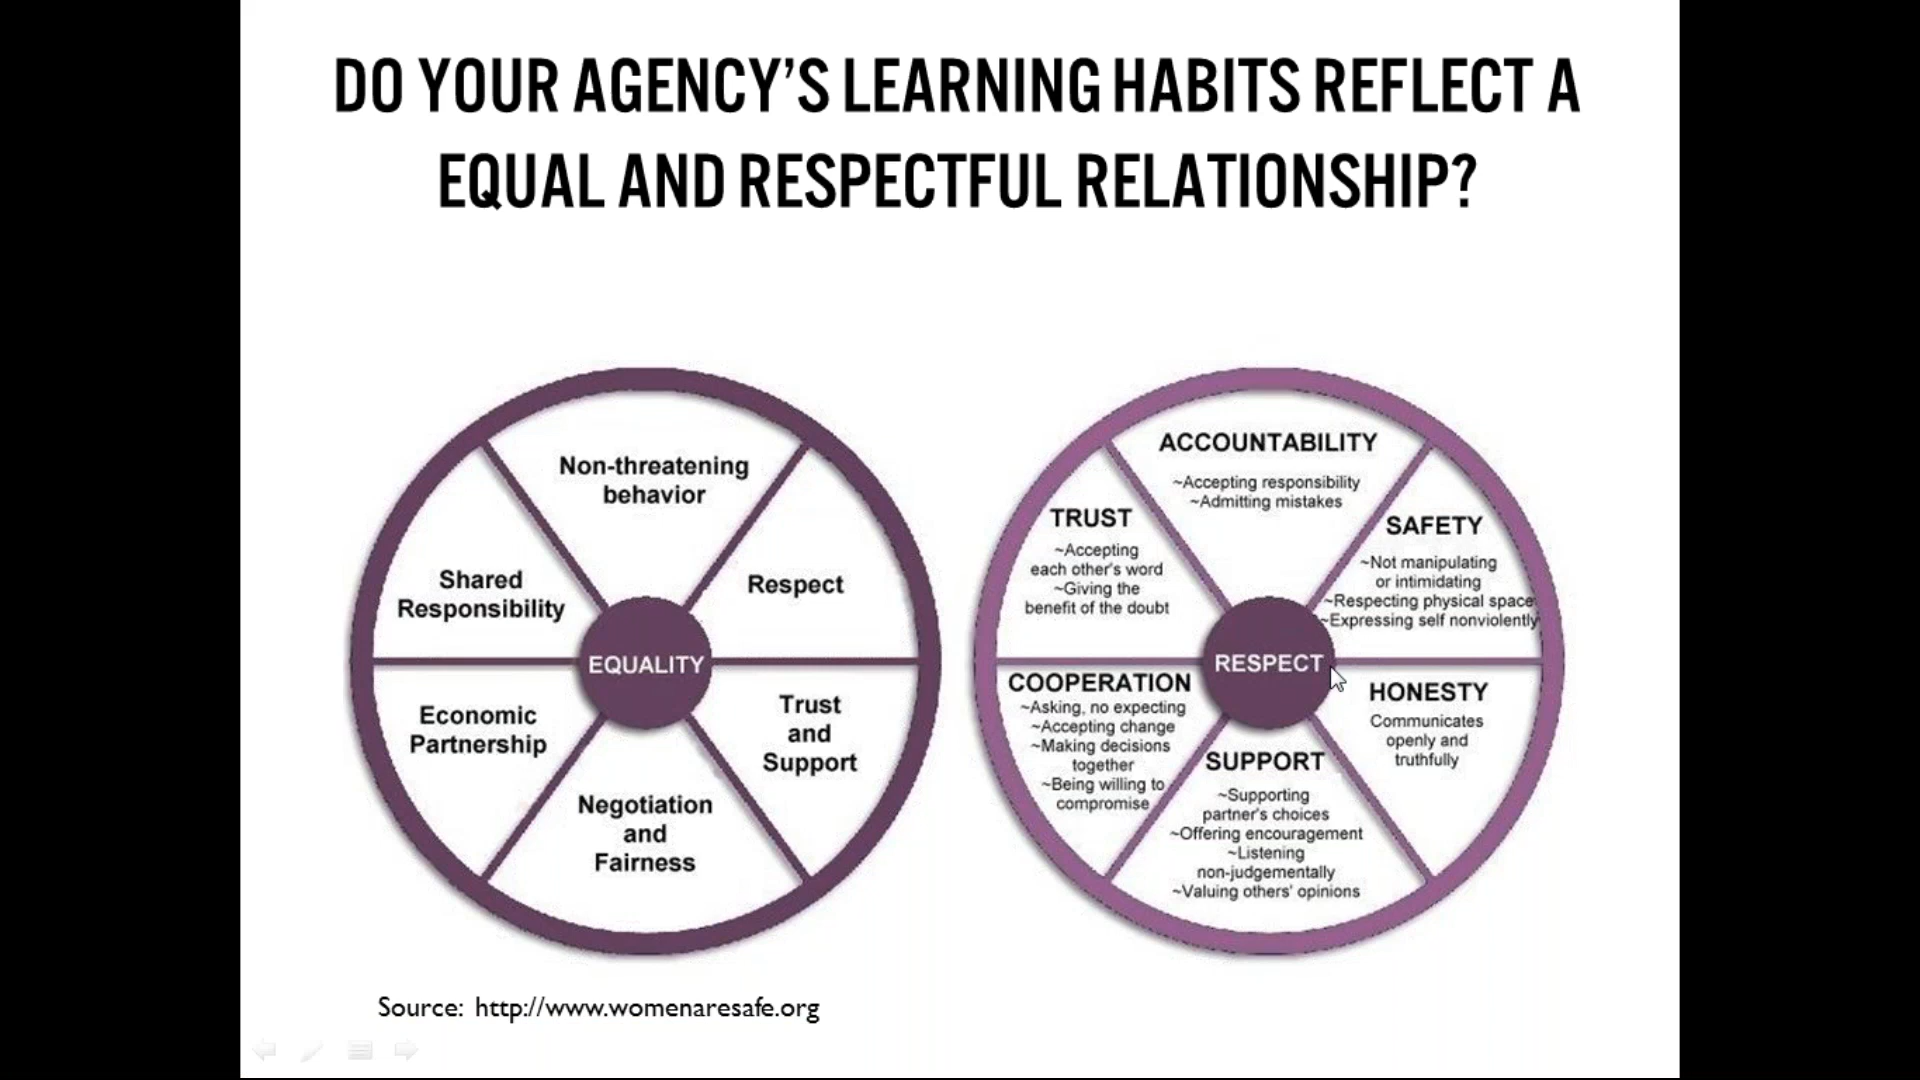 DO YOUR AGENCY’S LEARNING HABITS REFLECT A
EQUAL AND RESPECTFUL RELATIONSHIP?
Non-threatening
behavior
Respect
Trust
and
Support
Negotiation
and
Fairness
Economic
Partnership
Shared
Responsibility
EQUALITY
ACCOUNTABILITY
~Accepting responsibility
~Admitting mistakes
SAFETY
~Not manipulating
or intimidating
~Respecting physical space
~Expressing self nonviolently
HONESTY
Communicates
openly and
truthfully
SUPPORT
~Supporting
partner's choices
~Offering encouragement
~Listening
non-judgementally
~Valuing others' opinions
COOPERATION
~Asking, no expecting
~Accepting change
~Making decisions
together
~Being willing to
compromise
TRUST
~Accepting
each other's word
~Giving the
benefit of the doubt
RESPECT
Source: http://www.womenaresafe.org